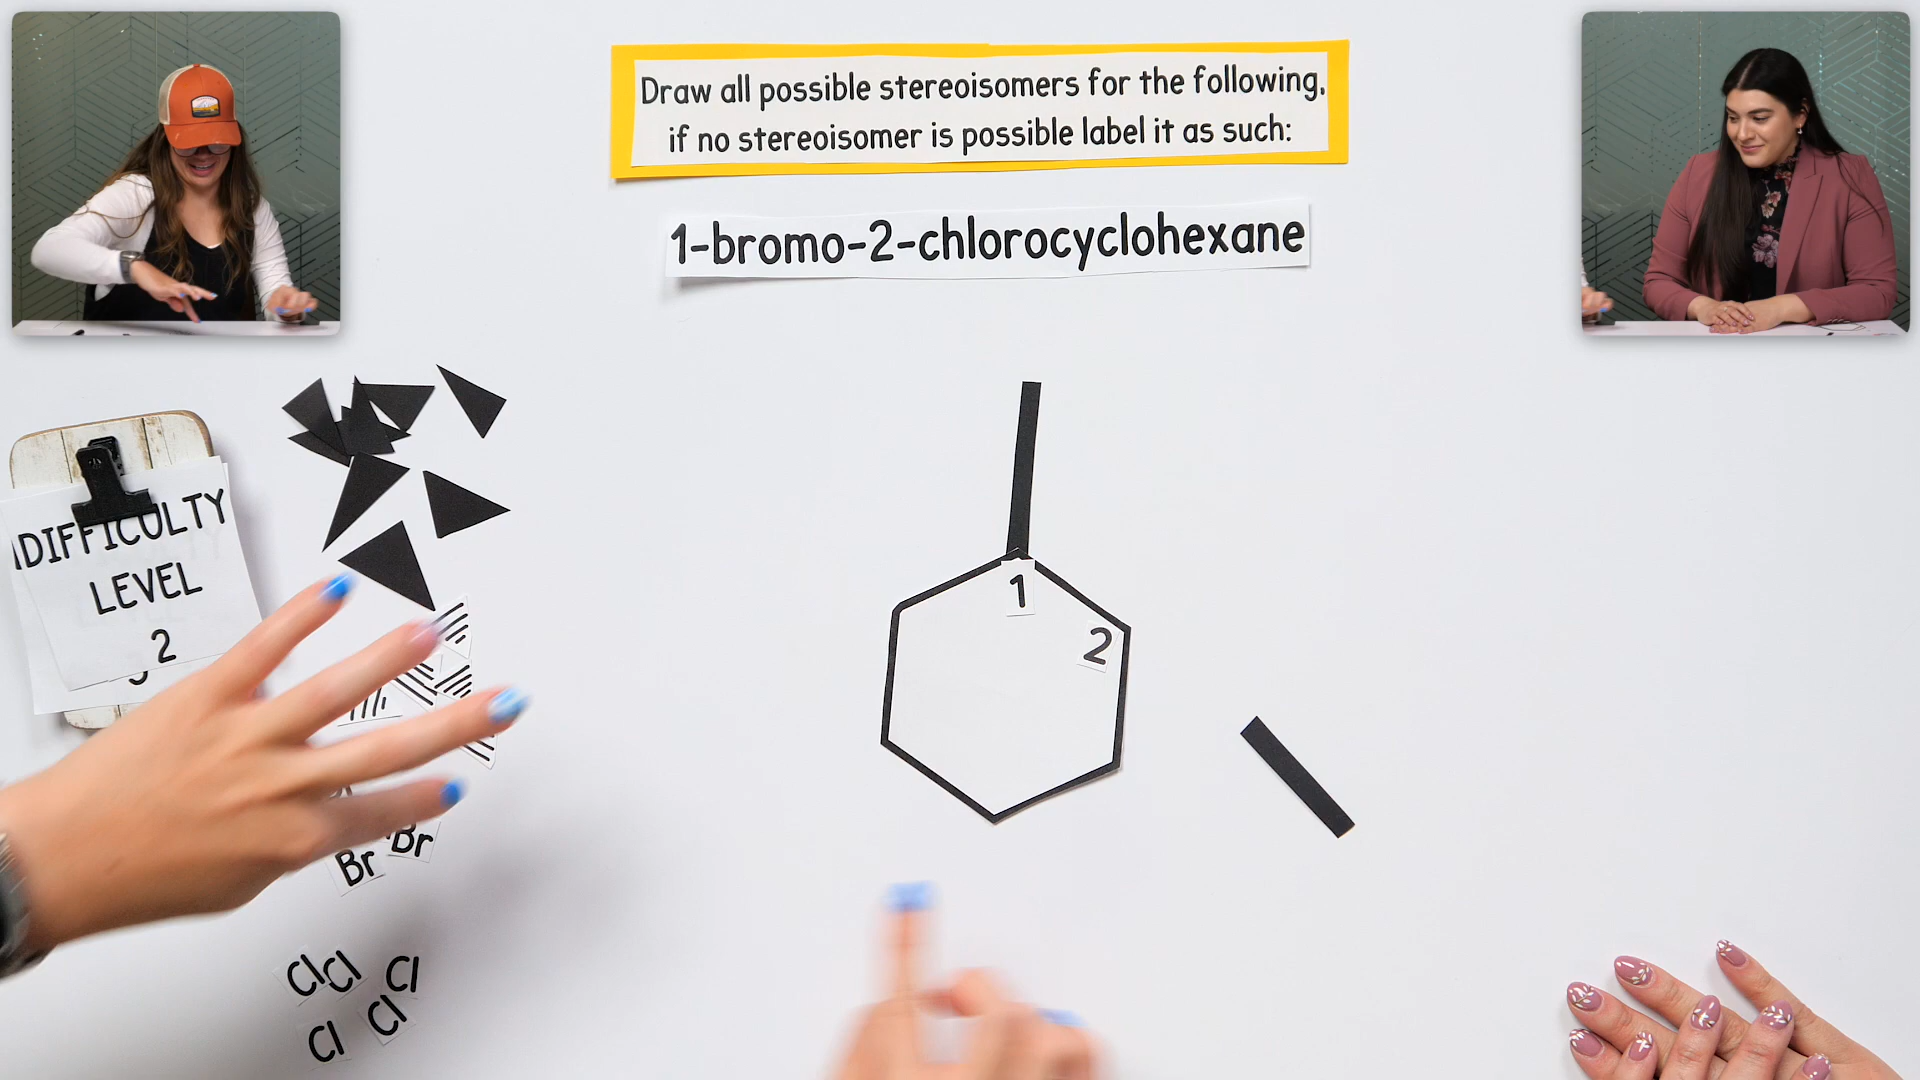 Draw all possible stereoisomers for the following,
if no stereoisomer is possible label it as such:
1-bromo-2-chlorocyclohexane
DIFFICULTY
LEVEL
2
1
2
Br
Br
Cl
Cl
Cl
Cl
Cl